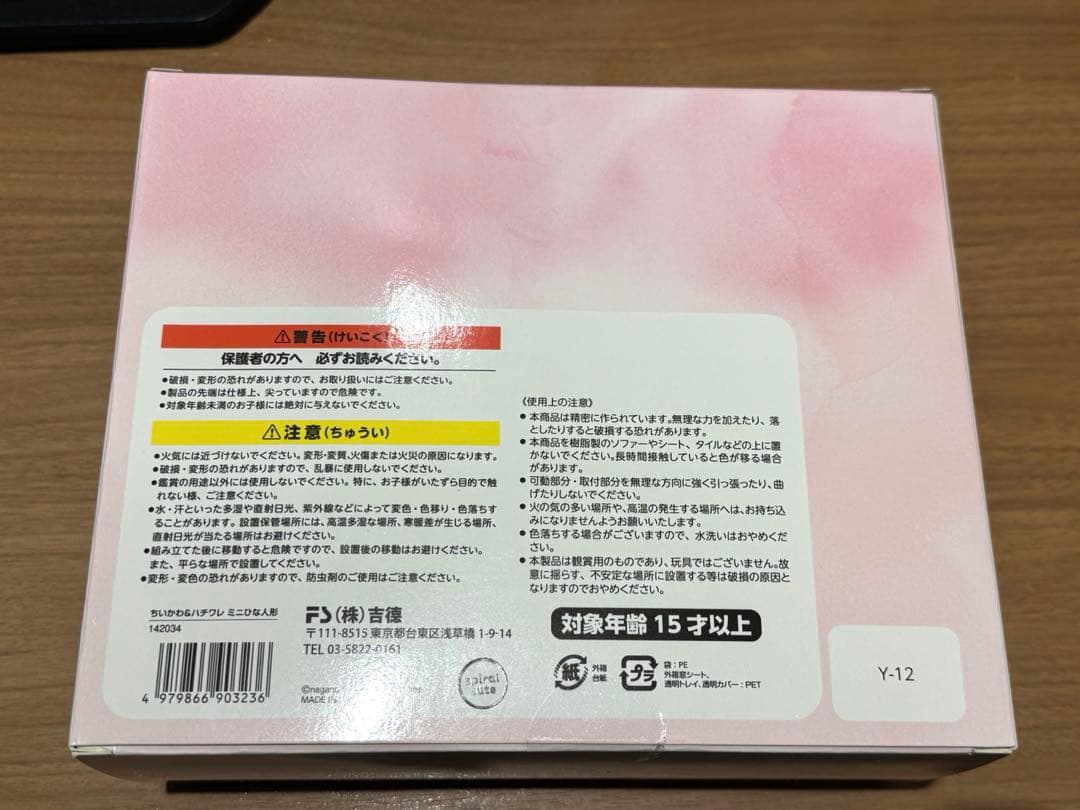 ⚠警告(けいこく)
保護者の方へ 必ずお読みください。
●破損・変形の恐れがありますので、お取り扱いにはご注意ください。
●製品の先端は仕様上、尖っていますので危険です。
●対象年齢未満のお子様には絶対に与えないでください。
⚠注意(ちゅうい)
●火気には近づけないでください。変形・変質、火傷または火災の原因になります。
●破損・変形の恐れがありますので、乱暴に使用しないでください。
●鑑賞の用途以外には使用しないでください。特に、お子様がいたずら目的で触
れない様、ご注意ください。
●水・汗といった多湿や直射日光、紫外線などによって変色・色移り・色落ちす
ることがあります。設置保管場所には、高温多湿な場所、寒暖差が生じる場所、
直射日光が当たる場所はお避けください。
●組み立てた後に移動すると危険ですので、設置後の移動はお避けください。
また、平らな場所で設置してください。
●変形・変色の恐れがありますので、防虫剤のご使用はご注意ください。
《使用上の注意》
●本商品は精密に作られています。無理な力を加えたり、落
としたりすると破損する恐れがあります。
●本商品を樹脂製のソファーやシート、タイルなどの上に置
かないでください。長時間接触していると色が移る場合
があります。
●可動部分・取付部分を無理な方向に強く引っ張ったり、曲
げたりしないでください。
●火の気の多い場所や、高温の発生する場所へは、お持ち込
みになりませんようお願いいたします。
●色落ちする場合がございますので、水洗いはおやめくだ
さい。
●本製品は観賞用のものであり、玩具ではございません。故
意に揺らす、不安定な場所に設置する等は破損の原因と
なりますのでおやめください。
ちいかわ&ハチワレ ミニひな人形
142034
4 979866 903236
FS(株)吉德
〒111-8515 東京都台東区浅草橋 1-9-14
TEL 03-5822-0161
©nagano
MADE
spiral
cute
対象年齢 15 才以上
紙
外箱
台紙
プラ
袋:PE
外箱窓シート、
透明トレイ、透明カバー:PET
Y-12